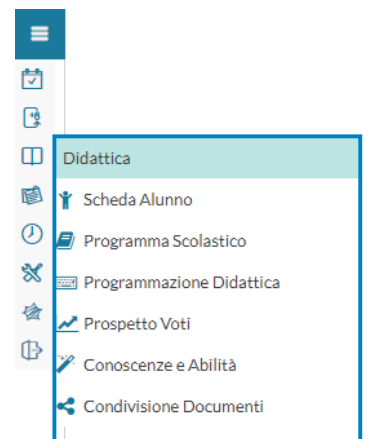 Didattica
Scheda Alunno
Programma Scolastico
Programmazione Didattica
Prospetto Voti
Conoscenze e Abilità
Condivisione Documenti